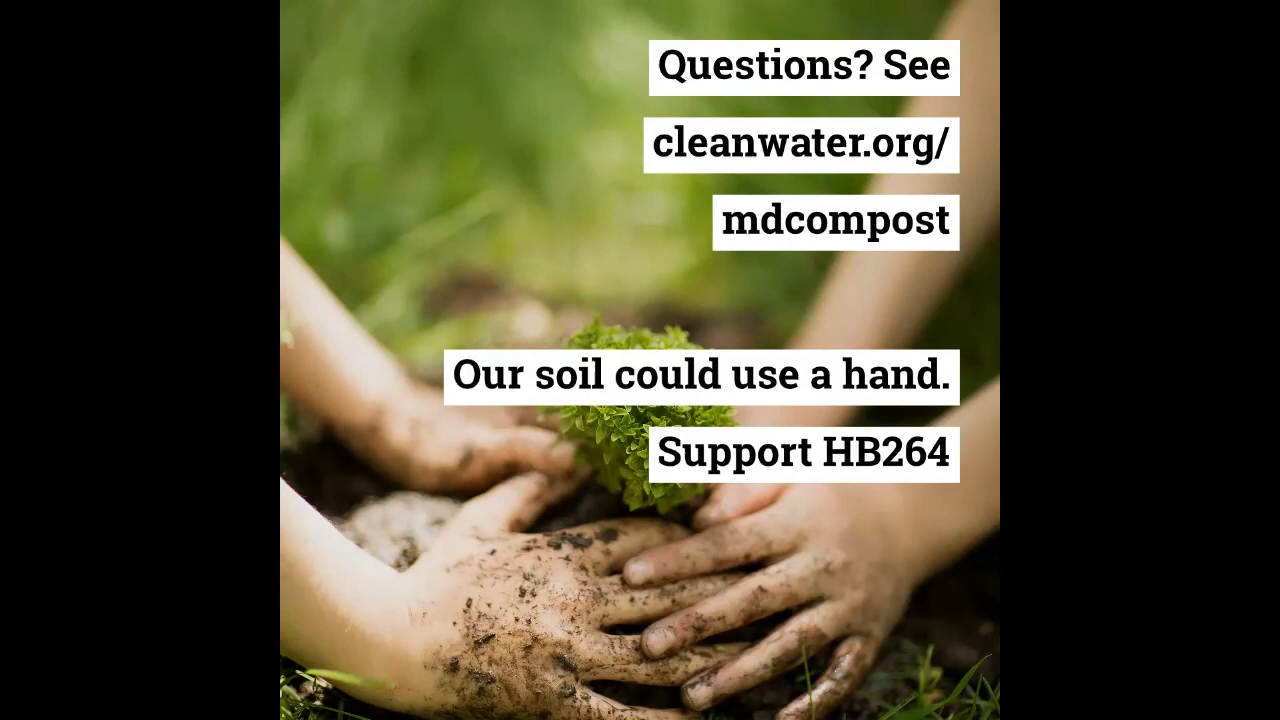 Questions? See
cleanwater.org/
mdcompost
Our soil could use a hand.
Support HB264